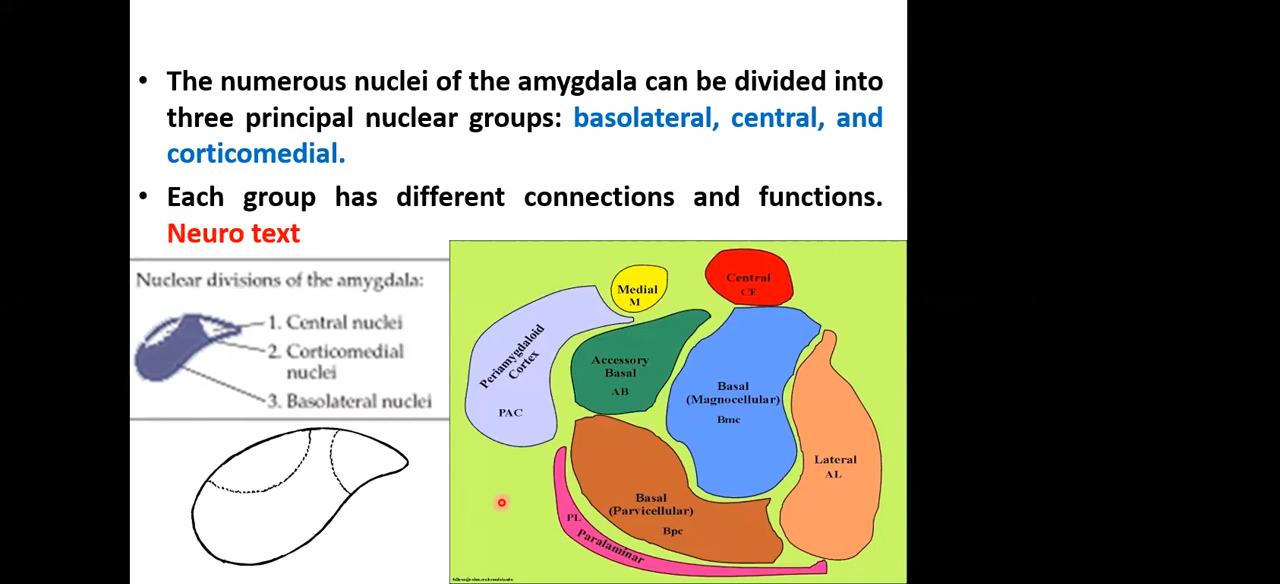 • The numerous nuclei of the amygdala can be divided into
three principal nuclear groups: basolateral, central, and
corticomedial.
• Each group has different connections and functions.
Neuro text
Nuclear divisions of the amygdala:
1. Central nuclei
2. Corticomedial
nuclei
3. Basolateral nuclei
Medial
M
Central
CE
Periamygdaloid
Cortex
PAC
Accessory
Basal
AB
Basal
(Magnocellular)
Bmc
Lateral
AL
Basal
(Parvicellular)
Bpc
PL
Paralaminar